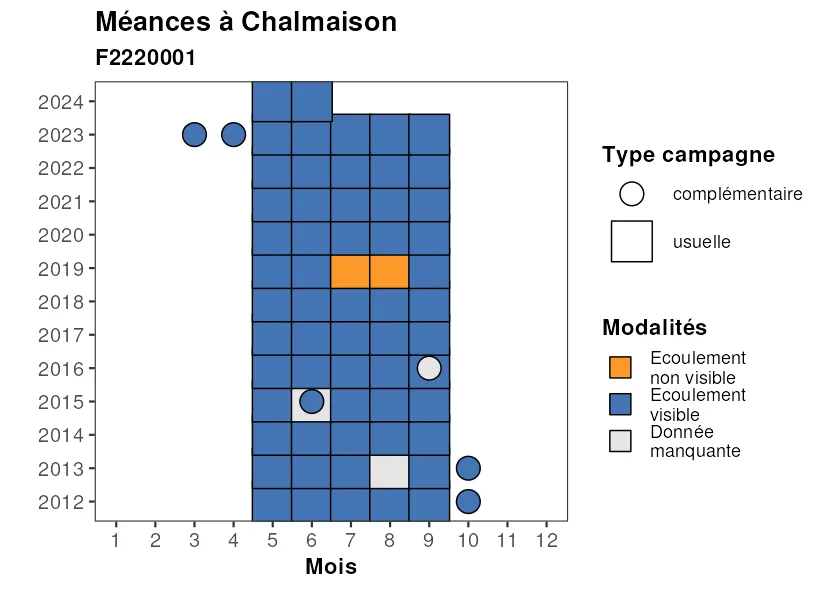 Méances à Chalmaison
F2220001
2024
2023
2022
2021
2020
2019
2018
2017
2016
2015
2014
2013
2012
1 2 3 4 5 6 7 8 9 10 11 12
Mois
Type campagne
complémentaire
usuelle
Modalités
Ecoulement
non visible
Ecoulement
visible
Donnée
manquante